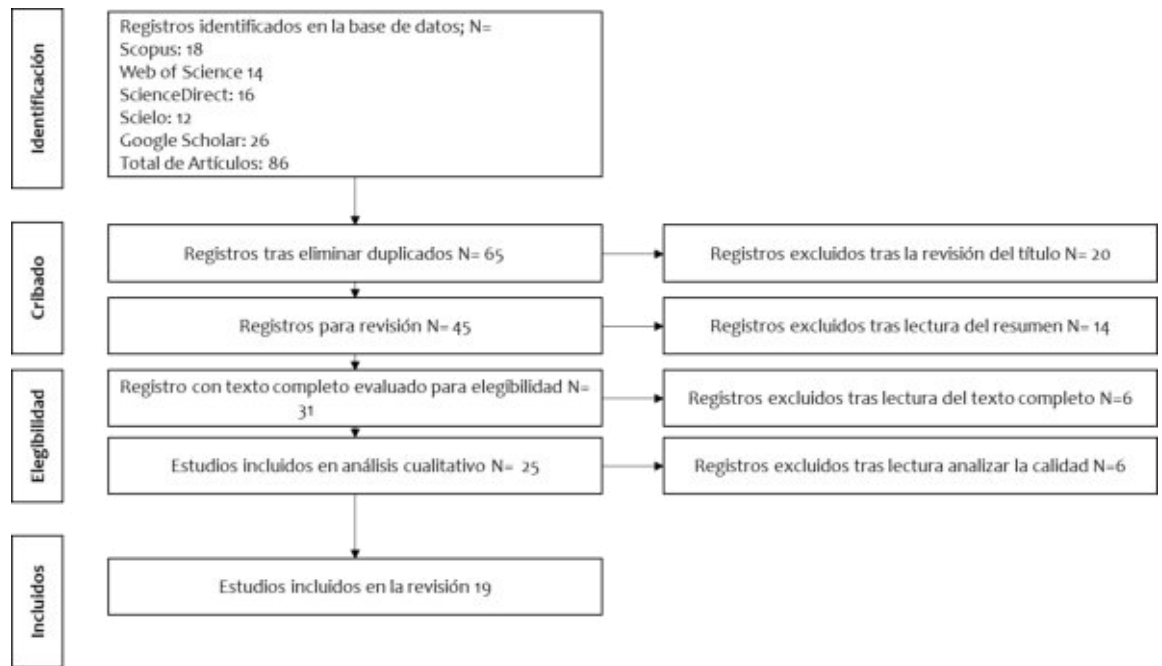 Identificación
Registros identificados en la base de datos; N=
Scopus: 18
Web of Science 14
ScienceDirect: 16
Scielo: 12
Google Scholar: 26
Total de Artículos: 86
Cribado
Registros tras eliminar duplicados N= 65
Registros excluidos tras la revisión del título N= 20
Registros para revisión N= 45
Registros excluidos tras lectura del resumen N= 14
Elegibilidad
Registro con texto completo evaluado para elegibilidad N=
31
Registros excluidos tras lectura del texto completo N=6
Estudios incluidos en análisis cualitativo N= 25
Registros excluidos tras lectura analizar la calidad N=6
Incluidos
Estudios incluidos en la revisión 19